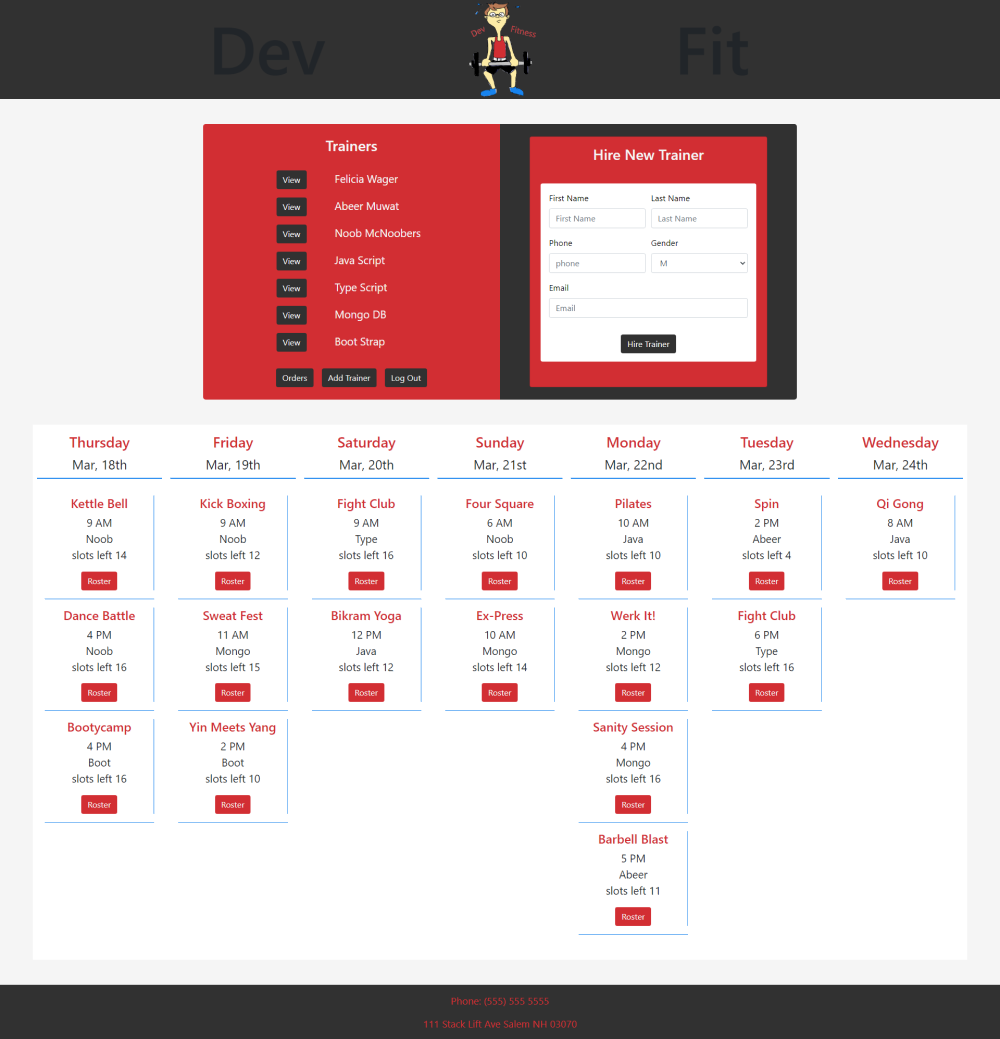 Dev
Dev Fitness
Fit
Trainers
View Felicia Wager
View Abeer Muwat
View Noob McNoobers
View Java Script
View Type Script
View Mongo DB
View Boot Strap
Orders Add Trainer Log Out
Hire New Trainer
First Name Last Name
First Name Last Name
Phone Gender
phone M
Email
Email
Hire Trainer
Thursday Friday Saturday Sunday Monday Tuesday Wednesday
Mar, 18th Mar, 19th Mar, 20th Mar, 21st Mar, 22nd Mar, 23rd Mar, 24th
Kettle Bell Kick Boxing Fight Club Four Square Pilates Spin Qi Gong
9 AM 9 AM 9 AM 6 AM 10 AM 2 PM 8 AM
Noob Noob Type Noob Java Abeer Java
slots left 14 slots left 12 slots left 16 slots left 10 slots left 10 slots left 4 slots left 10
Roster Roster Roster Roster Roster Roster Roster
Dance Battle Sweat Fest Bikram Yoga Ex-Press Werk It! Fight Club
4 PM 11 AM 12 PM 10 AM 2 PM 6 PM
Noob Mongo Java Mongo Mongo Type
slots left 16 slots left 15 slots left 12 slots left 14 slots left 12 slots left 16
Roster Roster Roster Roster Roster Roster
Bootycamp Yin Meets Yang Sanity Session
4 PM 2 PM 4 PM
Boot Boot Mongo
slots left 16 slots left 10 slots left 16
Roster Roster Roster
Barbell Blast
5 PM
Abeer
slots left 11
Roster
Phone: (555) 555 5555
111 Stack Lift Ave Salem NH 03070